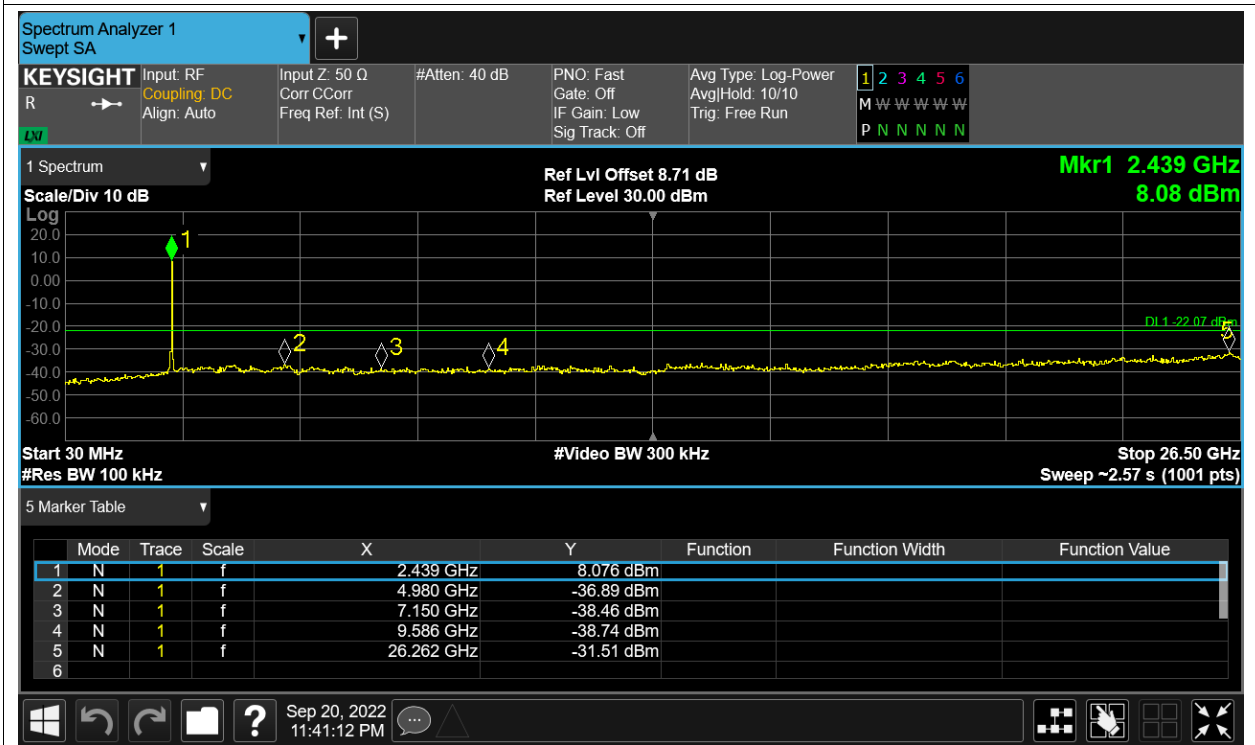 Spectrum Analyzer 1
Swept SA
KEYSIGHT
R
LXI
Input: RF
Coupling: DC
Align: Auto
Input Z: 50 Ω
Corr CCorr
Freq Ref: Int (S)
#Atten: 40 dB
PNO: Fast
Gate: Off
IF Gain: Low
Sig Track: Off
Avg Type: Log-Power
Avg|Hold: 10/10
Trig: Free Run
1 2 3 4 5 6
M W W W W W
P N N N N N
1 Spectrum
Scale/Div 10 dB
Ref Lvl Offset 8.71 dB
Ref Level 30.00 dBm
Mkr1 2.439 GHz
8.08 dBm
Log
20.0
10.0
0.00
-10.0
-20.0
-30.0
-40.0
-50.0
-60.0
1
2
3
4
5
DL1 -22.07 dBm
Start 30 MHz
#Video BW 300 kHz
Stop 26.50 GHz
#Res BW 100 kHz
Sweep ~2.57 s (1001 pts)
5 Marker Table
Mode Trace Scale X Y Function Function Width Function Value
1 N 1 f 2.439 GHz 8.076 dBm
2 N 1 f 4.980 GHz -36.89 dBm
3 N 1 f 7.150 GHz -38.46 dBm
4 N 1 f 9.586 GHz -38.74 dBm
5 N 1 f 26.262 GHz -31.51 dBm
6
?
Sep 20, 2022
11:41:12 PM